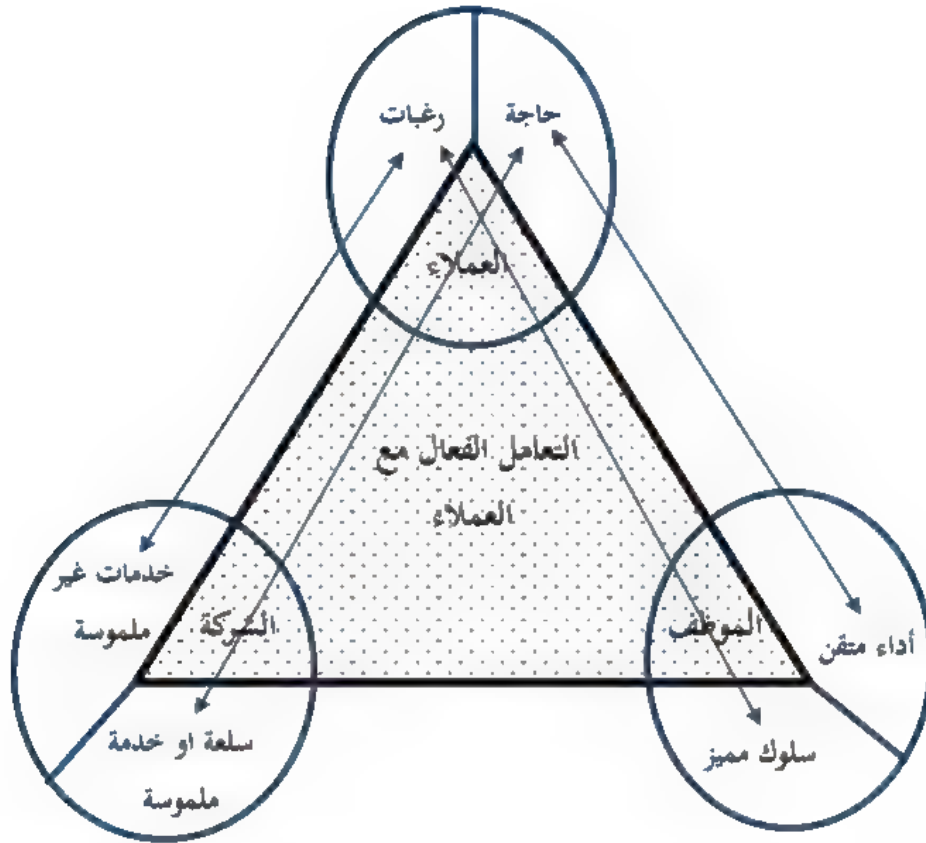 حاجة
رغبات
العملاء
التعامل الفعال مع
العملاء
خدمات غير
ملموسة
الشركة
الموظف
أداء متقن
سلعة او خدمة
ملموسة
سلوك مميز